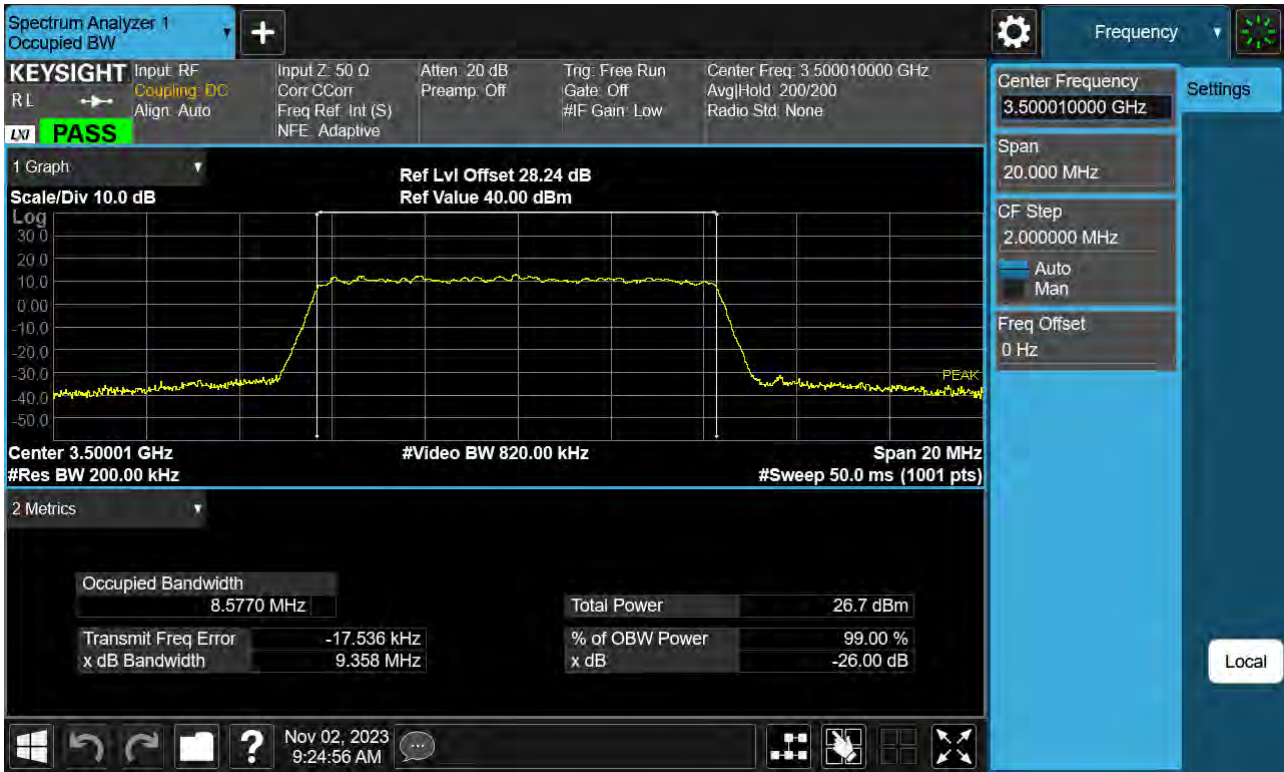 Spectrum Analyzer 1
Occupied BW
+
Frequency
KEYSIGHT
R L
LXI PASS
Input: RF
Coupling: DC
Align: Auto
Input Z: 50 Ω
Corr CCorr
Freq Ref: Int (S)
NFE: Adaptive
Atten: 20 dB
Preamp: Off
Trig: Free Run
Gate: Off
#IF Gain: Low
Center Freq: 3.500010000 GHz
Avg|Hold: 200/200
Radio Std: None
Center Frequency
3.500010000 GHz
Settings
Span
20.000 MHz
CF Step
2.000000 MHz
Auto
Man
Freq Offset
0 Hz
Local
1 Graph
Scale/Div 10.0 dB
Ref Lvl Offset 28.24 dB
Ref Value 40.00 dBm
Log
30.0
20.0
10.0
0.00
-10.0
-20.0
-30.0
-40.0
-50.0
PEAK
Center 3.50001 GHz
#Video BW 820.00 kHz
Span 20 MHz
#Res BW 200.00 kHz
#Sweep 50.0 ms (1001 pts)
2 Metrics
Occupied Bandwidth
8.5770 MHz
Total Power 26.7 dBm
Transmit Freq Error -17.536 kHz
% of OBW Power 99.00 %
x dB Bandwidth 9.358 MHz
x dB -26.00 dB
?
Nov 02, 2023
9:24:56 AM